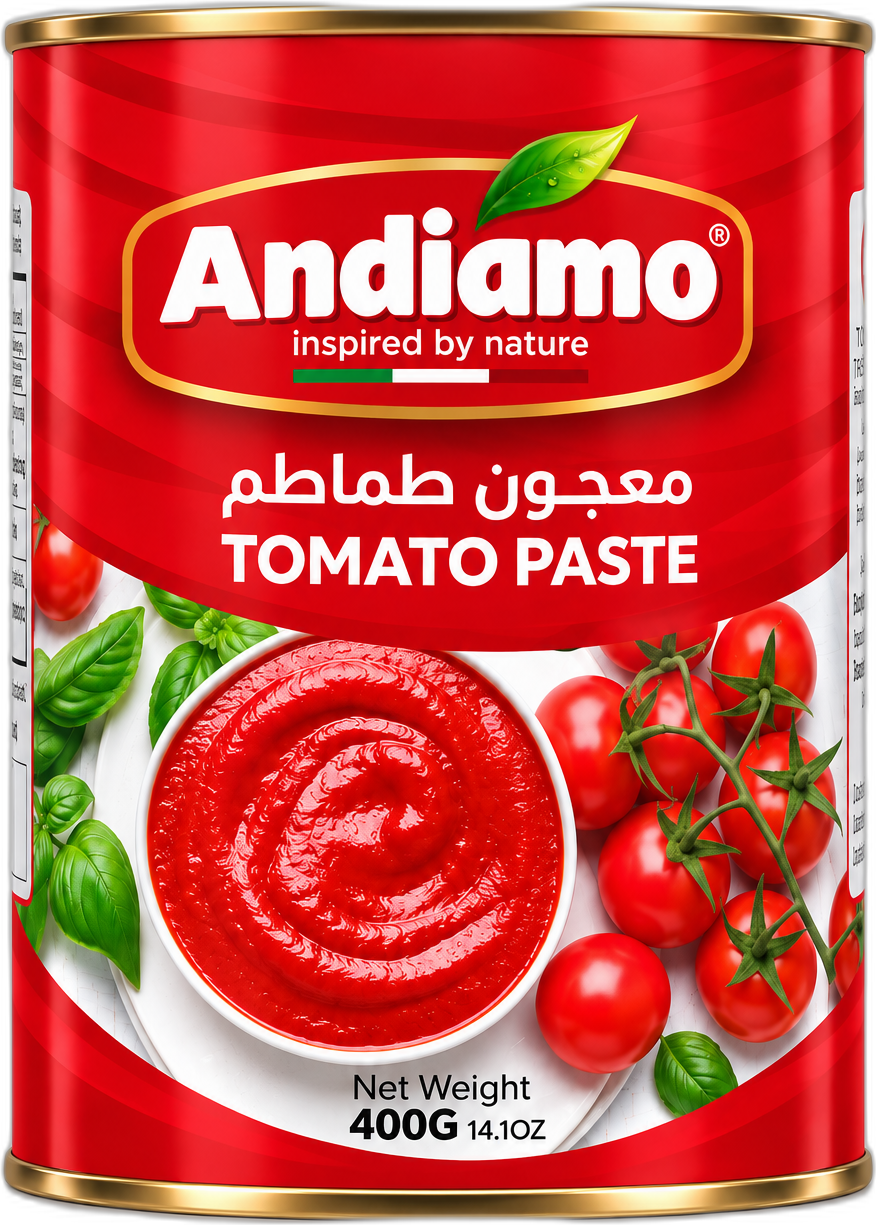 Andiamo®
inspired by nature
معجون طماطم
TOMATO PASTE
Net Weight
400G 14.1OZ